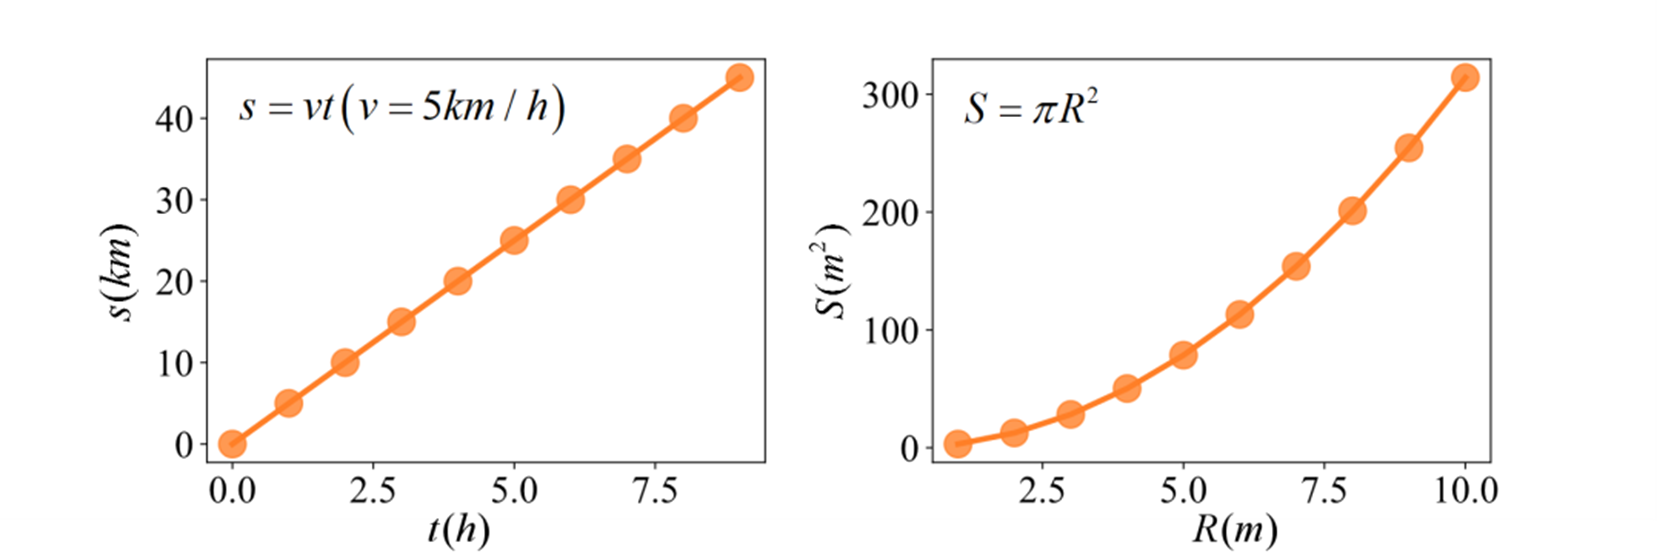 s = vt(v = 5km / h)
40
30
20
10
0
s(km)
0.0 2.5 5.0 7.5
t(h)
S = πR²
300
200
100
0
S(m²)
2.5 5.0 7.5 10.0
R(m)